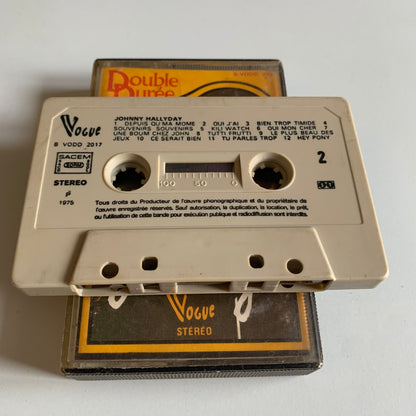 Double
Durée
Vogue
B VODD 2017
JOHNNY HALLYDAY
1 DEPUIS QU'MA MOME 2 OUI J'AI 3 BIEN TROP TIMIDE 4
SOUVENIRS SOUVENIRS 5 KILI WATCH 6 OUI MON CHER 7
UNE BOUM CHEZ JOHN 8 TUTTI FRUTTI 9 LE PLUS BEAU DES
JEUX 10 CE SERAIT BIEN 11 TU PARLES TROP 12 HEY PONY
SACEM
STEREO
℗
1975
2
100 50 0
Tous droits du Producteur de l'œuvre phonographique et du propriétaire de
l'œuvre enregistrée réservés. Sauf autorisation, la duplication, la location, le prêt,
ou l'utilisation de cette bande pour exécution publique et radiodiffusion sont interdits.
Vogue
STÉRÉO